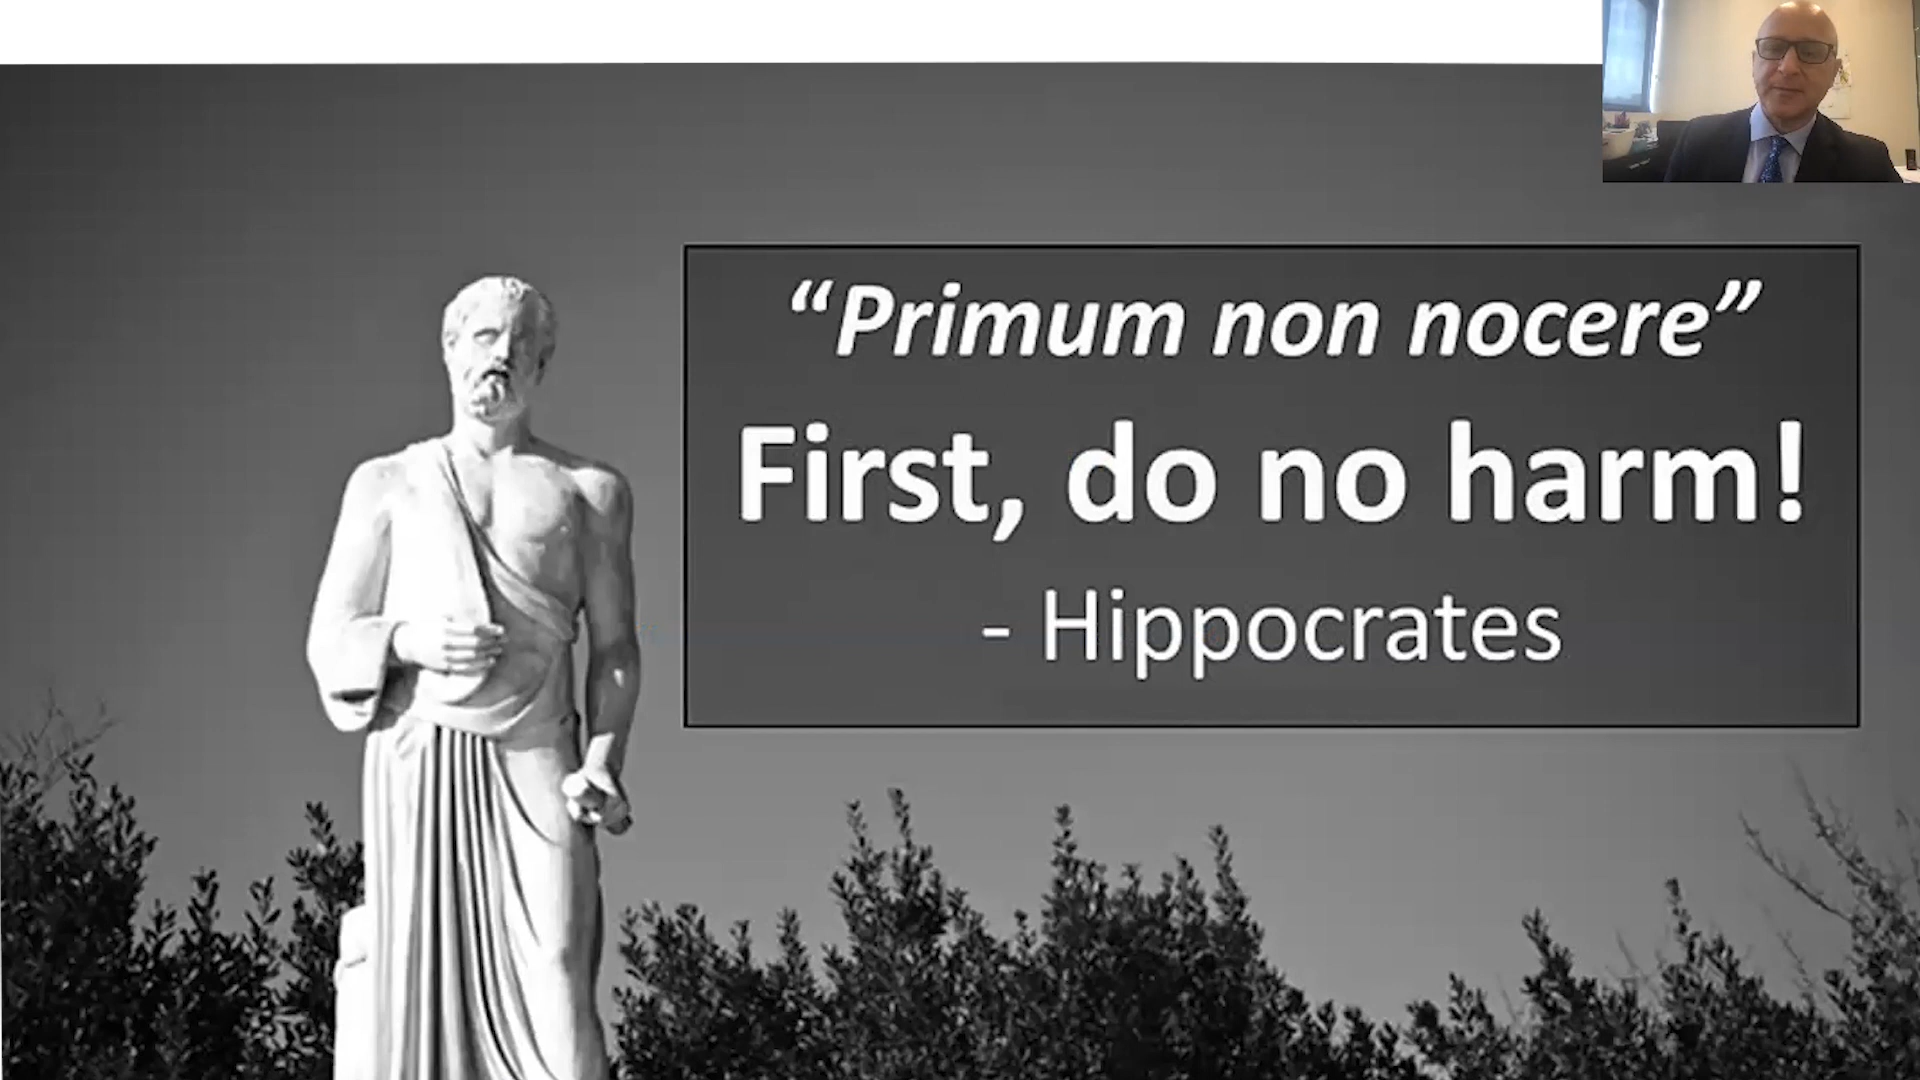 “Primum non nocere”
First, do no harm!
- Hippocrates